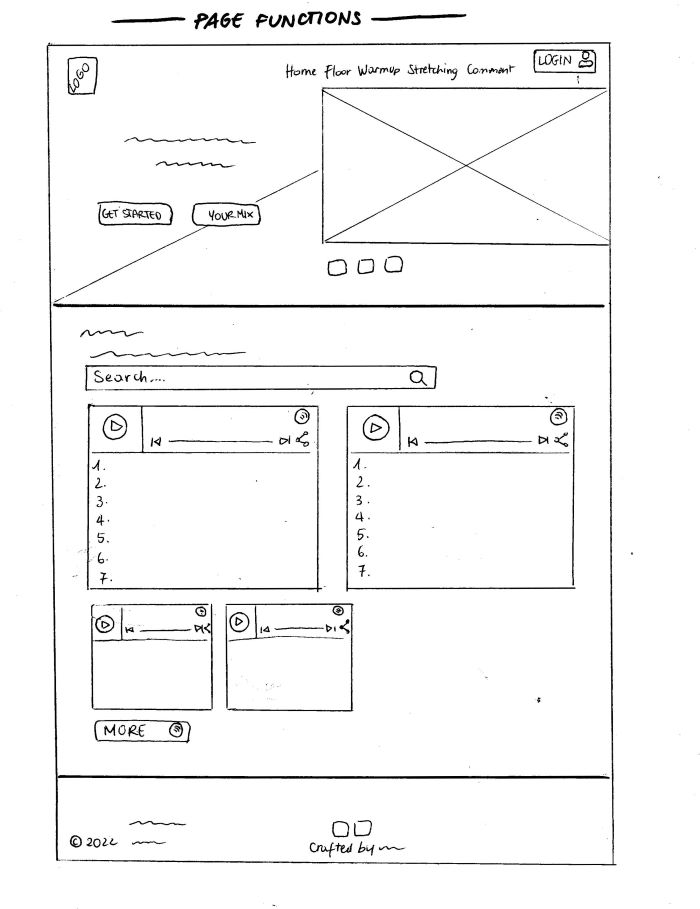 PAGE FUNCTIONS
LOGO
Home Floor Warmup Stretching Comment
LOGIN
GET STARTED
YOUR MIX
Search....
1.
2.
3.
4.
5.
6.
7.
1.
2.
3.
4.
5.
6.
7.
MORE
© 2022
Crafted by